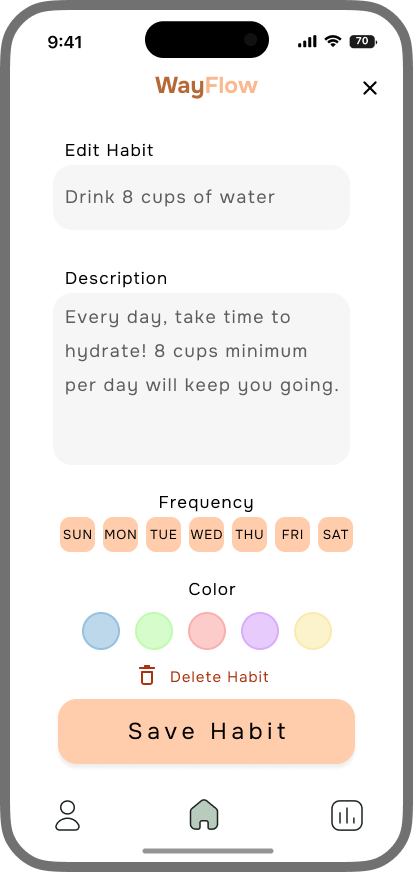 9:41
70
WayFlow
Edit Habit
Drink 8 cups of water
Description
Every day, take time to
hydrate! 8 cups minimum
per day will keep you going.
Frequency
SUN MON TUE WED THU FRI SAT
Color
Delete Habit
Save Habit